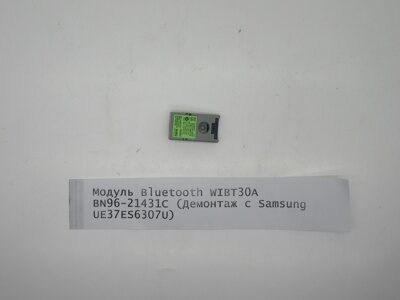 Модуль Bluetooth WIBT30A
BN96-21431C (Демонтаж с Samsung
UE37ES6307U)